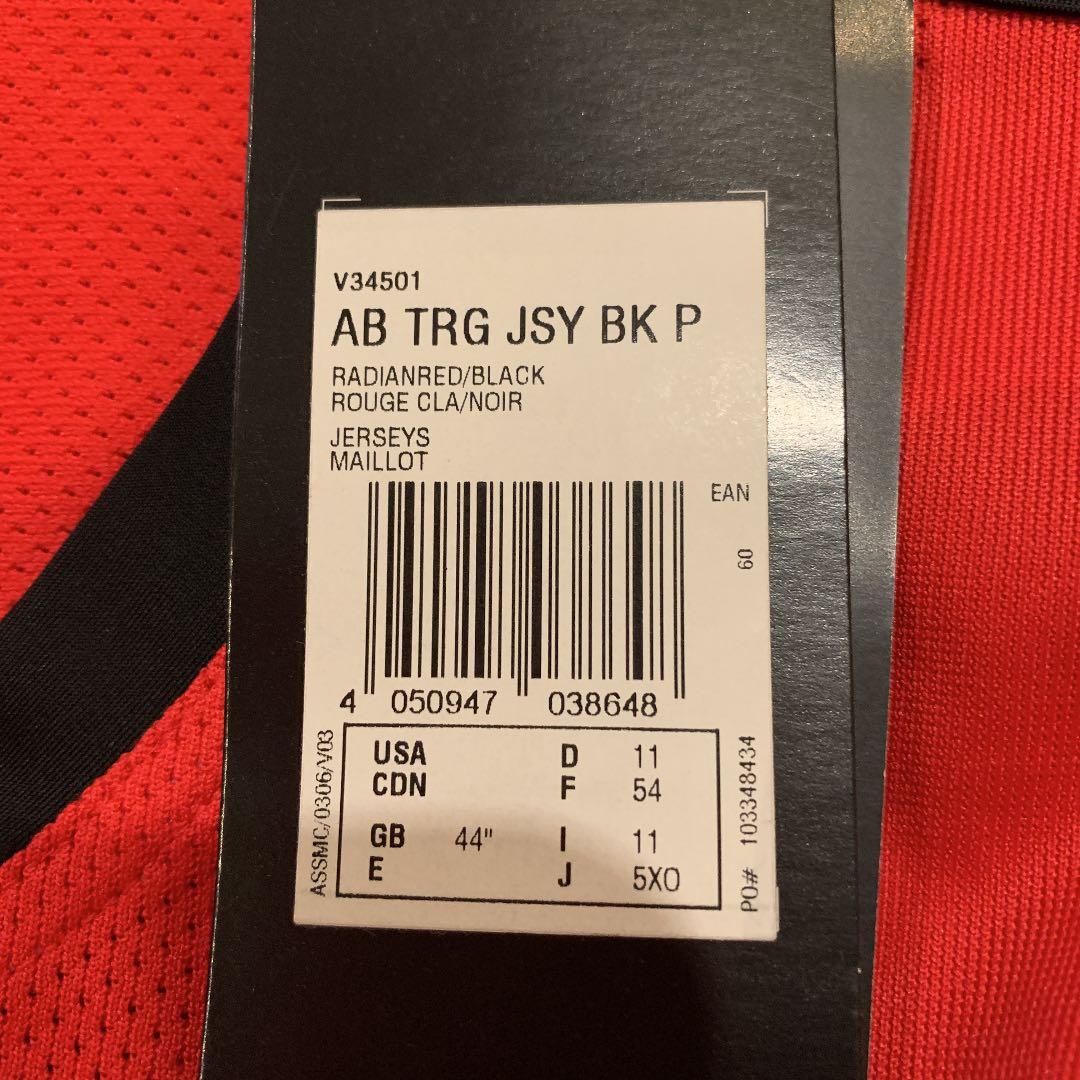 V34501
AB TRG JSY BK P
RADIANRED/BLACK
ROUGE CLA/NOIR
JERSEYS
MAILLOT
EAN
60
4 050947 038648
USA D 11
CDN F 54
GB 44" I 11
E J 5XO
ASSMC/0306/V03
PO# 103348434